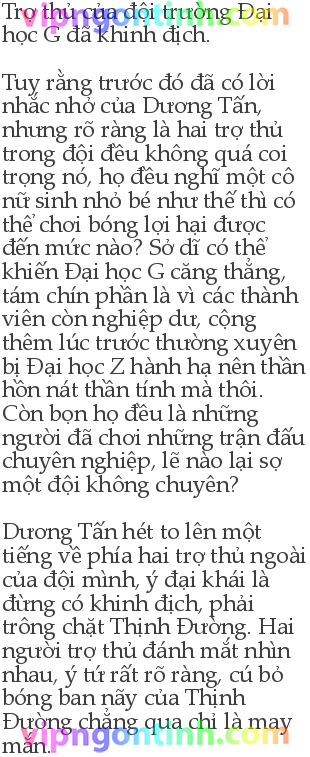 Trợ thủ của đội trường Đại
học G đã khinh địch.
Tuy rằng trước đó đã có lời
nhắc nhở của Dương Tấn,
nhưng rõ ràng là hai trợ thủ
trong đội đều không quá coi
trọng nó, họ đều nghĩ một cô
nữ sinh nhỏ bé như thế thì có
thể chơi bóng lợi hại được
đến mức nào? Sở dĩ có thể
khiến Đại học G căng thẳng,
tám chín phần là vì các thành
viên còn nghiệp dư, cộng
thêm lúc trước thường xuyên
bị Đại học Z hành hạ nên thần
hồn nát thần tính mà thôi.
Còn bọn họ đều là những
người đã chơi những trận đấu
chuyên nghiệp, lẽ nào lại sợ
một đội không chuyên?
Dương Tấn hét to lên một
tiếng về phía hai trợ thủ ngoài
của đội mình, ý đại khái là
đừng có khinh địch, phải
trông chặt Thịnh Đường. Hai
người trợ thủ đánh mắt nhìn
nhau, ý tứ rất rõ ràng, cú bỏ
bóng ban nãy của Thịnh
Đường chẳng qua chỉ là may
mắn.
vipngontinh.com
vipngontinh.com